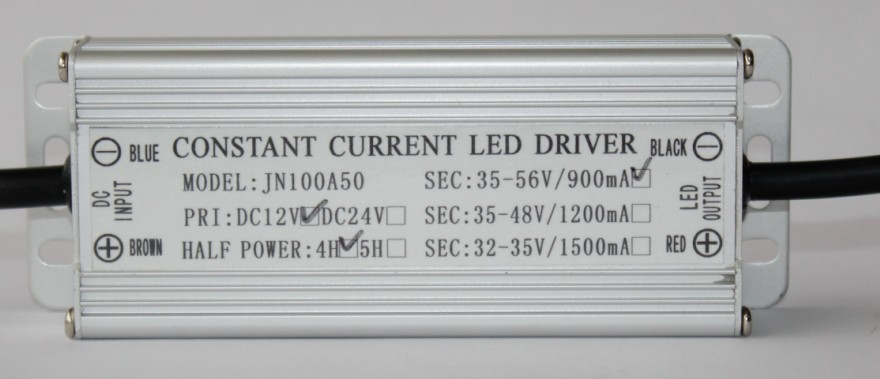 ⊖ BLUE CONSTANT CURRENT LED DRIVER BLACK ⊖
MODEL:JN100A50 SEC:35-56V/900mA☑
DC INPUT PRI:DC12V☑DC24V☐ SEC:35-48V/1200mA☐ LED OUTPUT
⊕ BROWN HALF POWER:4H☑5H☐ SEC:32-35V/1500mA☐ RED ⊕